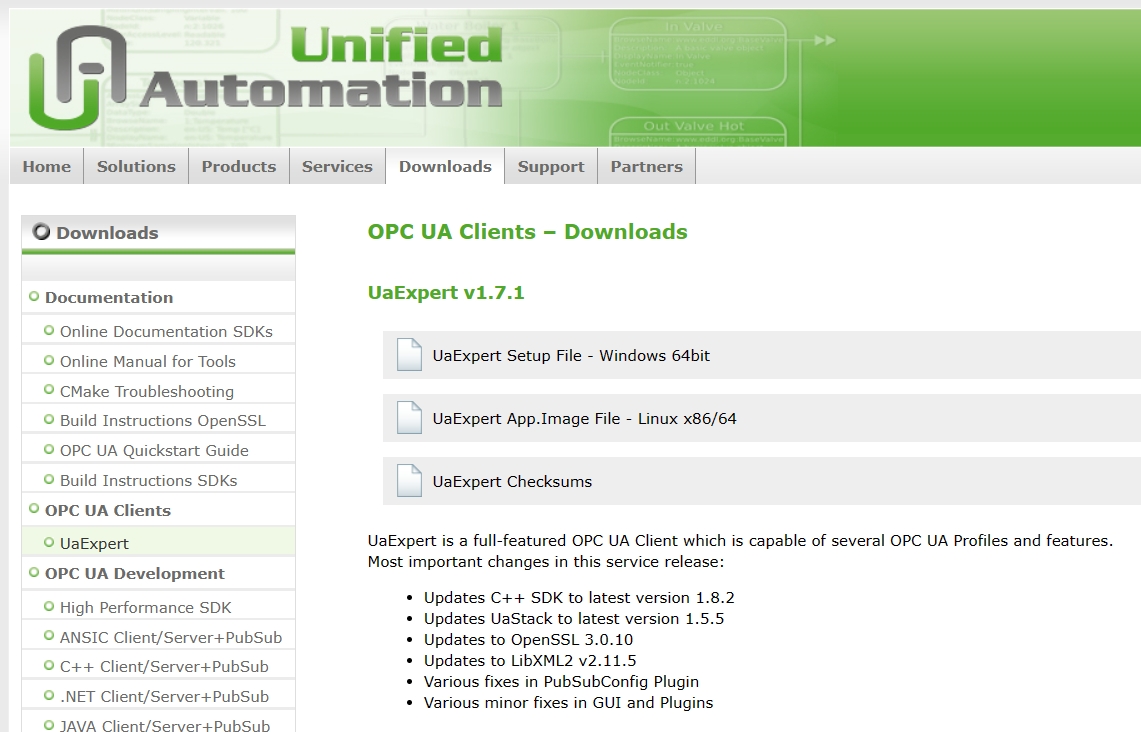 Unified
Automation
In Valve
Out Valve Hot
Home
Solutions
Products
Services
Downloads
Support
Partners
Downloads
Documentation
Online Documentation SDKs
Online Manual for Tools
CMake Troubleshooting
Build Instructions OpenSSL
OPC UA Quickstart Guide
Build Instructions SDKs
OPC UA Clients
UaExpert
OPC UA Development
High Performance SDK
ANSIC Client/Server+PubSub
C++ Client/Server+PubSub
.NET Client/Server+PubSub
JAVA Client/Server+PubSub
OPC UA Clients – Downloads
UaExpert v1.7.1
UaExpert Setup File - Windows 64bit
UaExpert App.Image File - Linux x86/64
UaExpert Checksums
UaExpert is a full-featured OPC UA Client which is capable of several OPC UA Profiles and features.
Most important changes in this service release:
• Updates C++ SDK to latest version 1.8.2
• Updates UaStack to latest version 1.5.5
• Updates to OpenSSL 3.0.10
• Updates to LibXML2 v2.11.5
• Various fixes in PubSubConfig Plugin
• Various minor fixes in GUI and Plugins